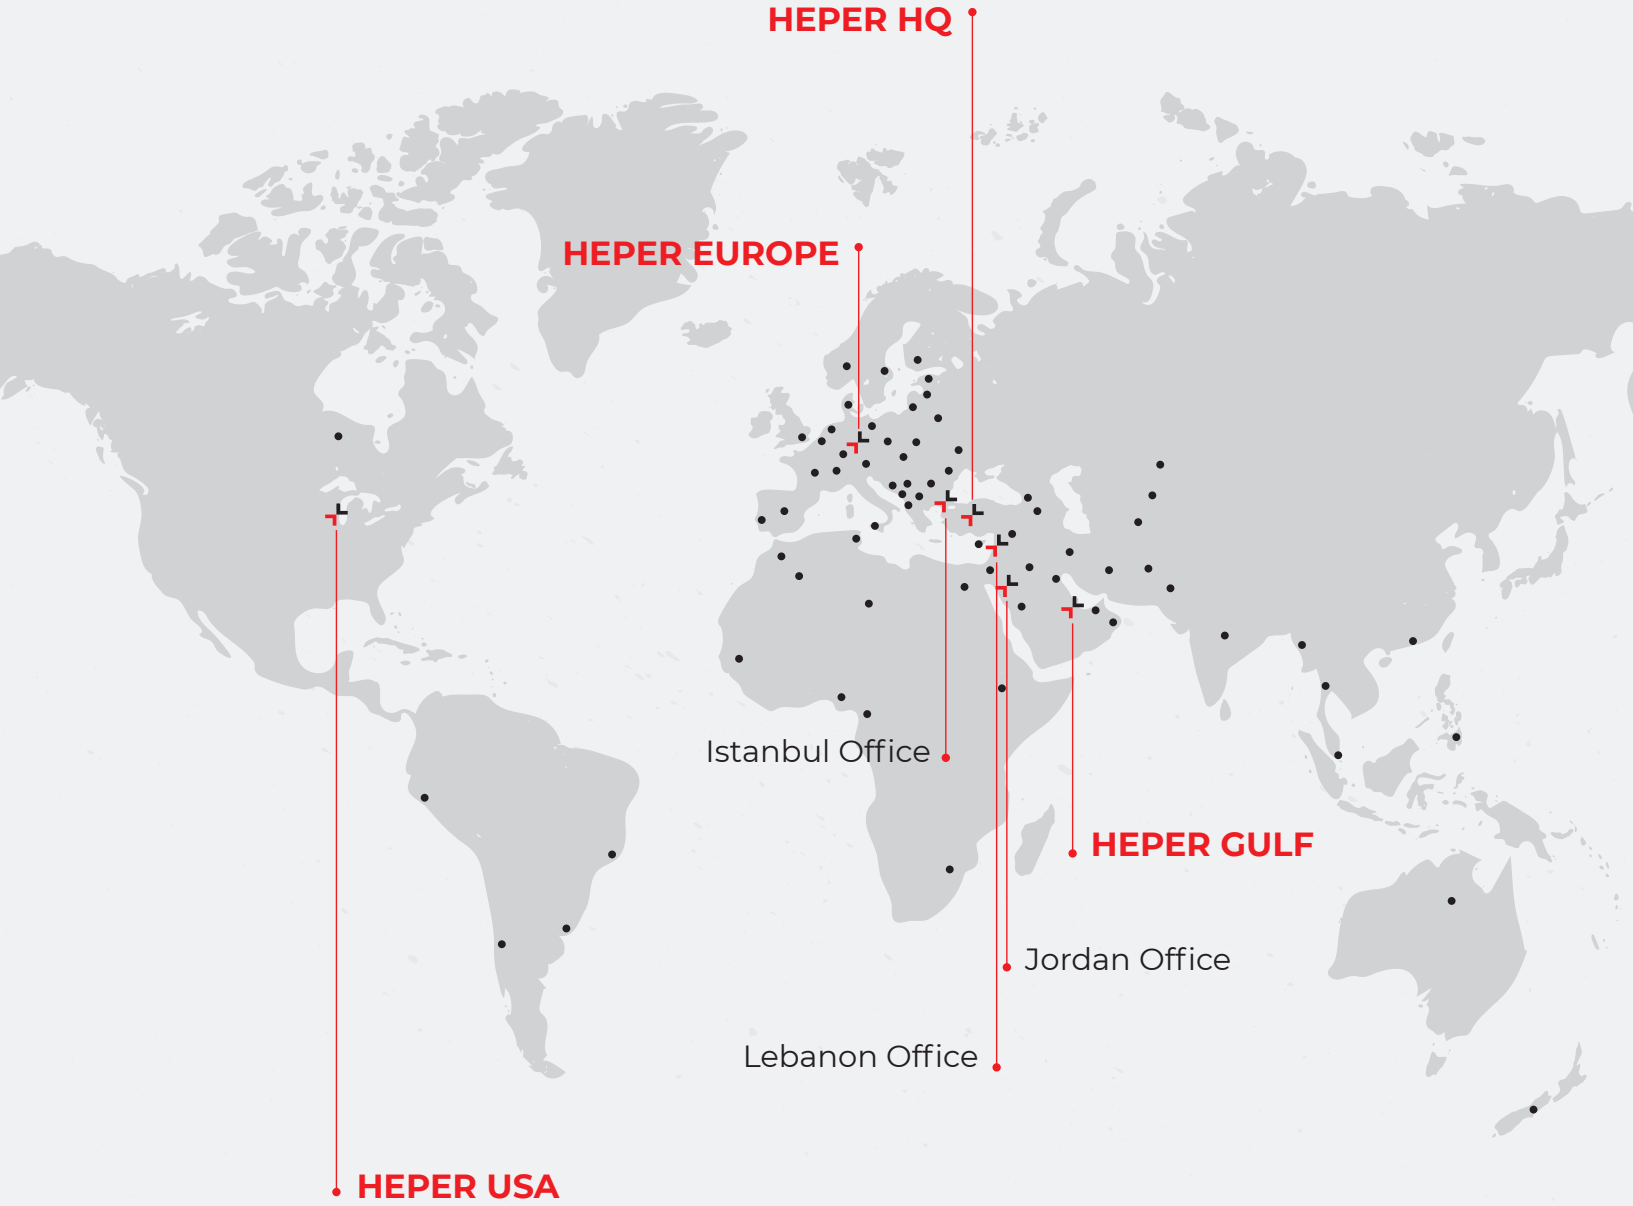 HEPER HQ
HEPER EUROPE
Istanbul Office
HEPER GULF
Jordan Office
Lebanon Office
HEPER USA